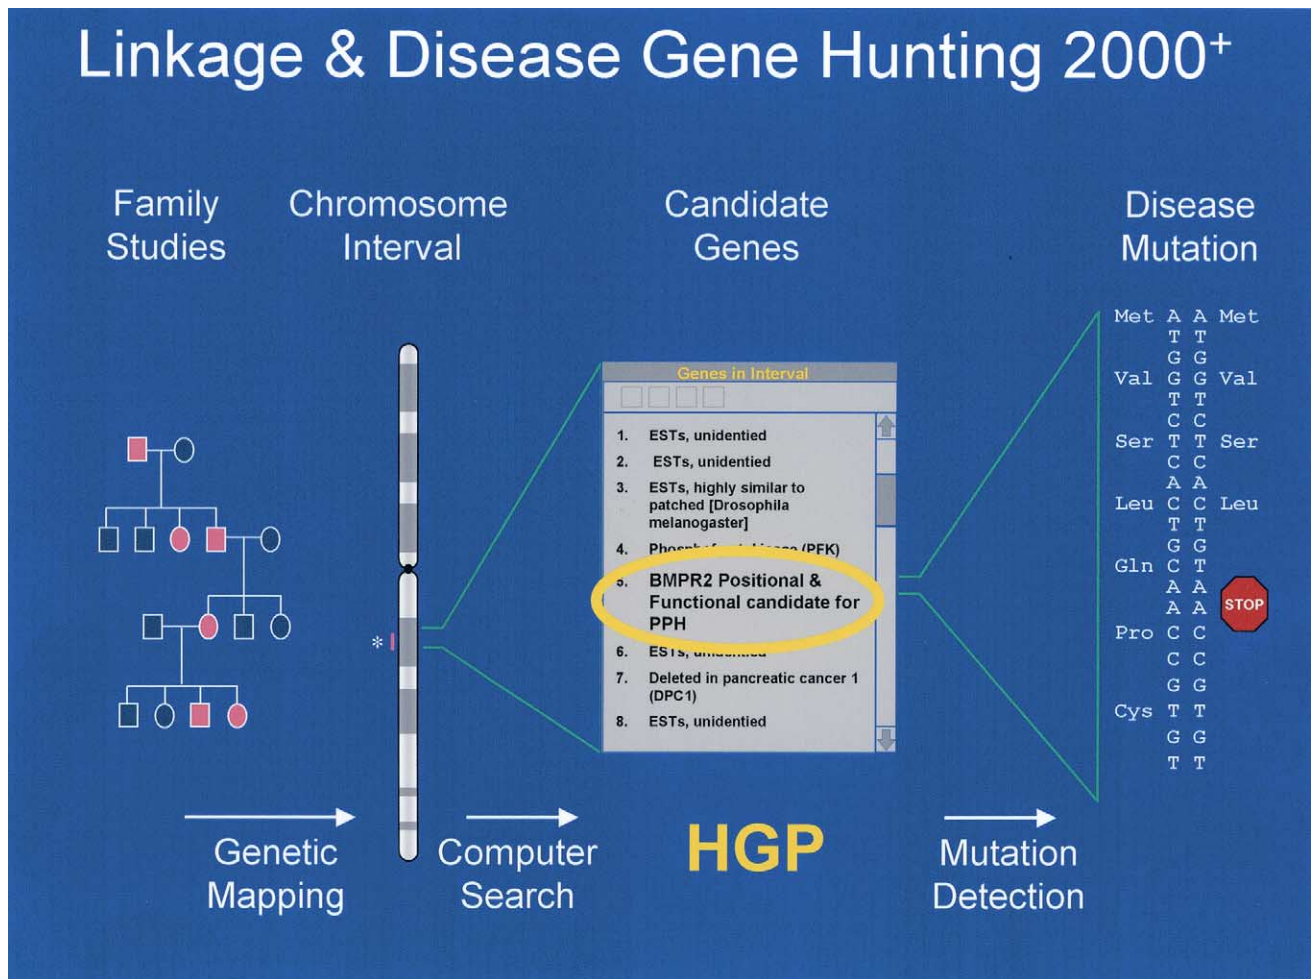 Linkage & Disease Gene Hunting 2000+
Family
Studies
Chromosome
Interval
Candidate
Genes
Disease
Mutation
Genes in Interval
1. ESTs, unidentied
2. ESTs, unidentied
3. ESTs, highly similar to
patched [Drosophila
melanogaster]
4. (PFK)
5. BMPR2 Positional &
Functional candidate for
PPH
6. ESTs, unidentied
7. Deleted in pancreatic cancer 1
(DPC1)
8. ESTs, unidentied
*
Met A A Met
T T
G G
Val G G Val
T T
C C
Ser T T Ser
C C
A A
Leu C C Leu
T T
G G
Gln C T
A A
A A
STOP
Pro C C
C C
G G
Cys T T
G G
T T
Genetic
Mapping
Computer
Search
HGP
Mutation
Detection